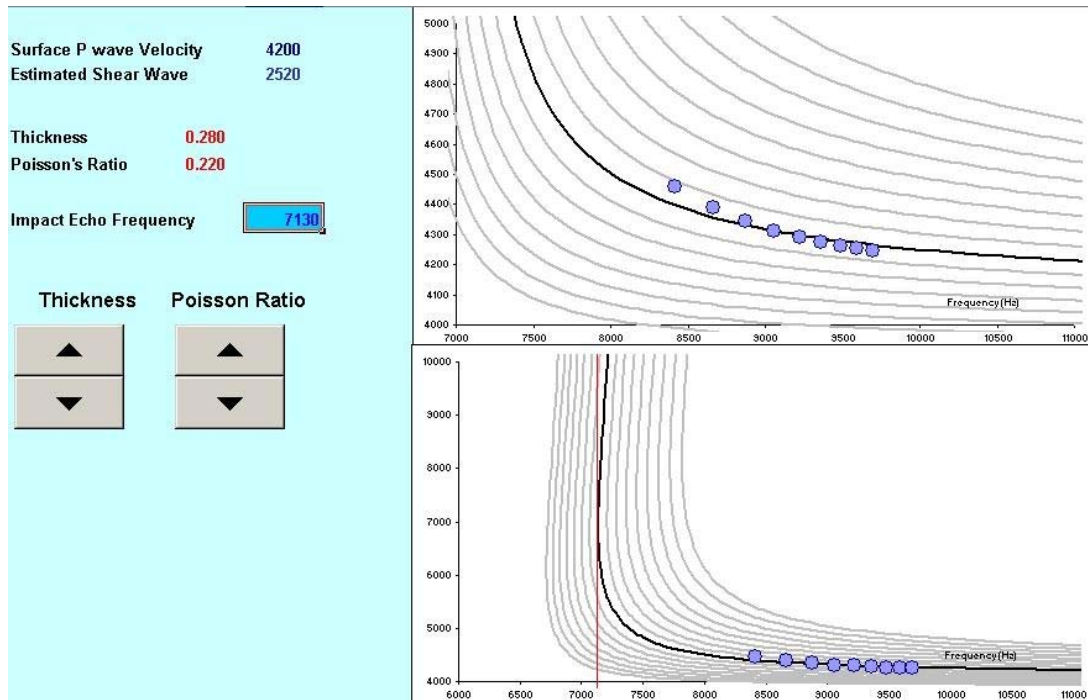 Surface P wave Velocity 4200
Estimated Shear Wave 2520
Thickness 0.280
Poisson's Ratio 0.220
Impact Echo Frequency 7130
Thickness Poisson Ratio
5000
4900
4800
4700
4600
4500
4400
4300
4200
4100
4000
Frequency(Hz)
7000 7500 8000 8500 9000 9500 10000 10500 11000
10000
9000
8000
7000
6000
5000
4000
Frequency(Hz)
6000 6500 7000 7500 8000 8500 9000 9500 10000 10500 11000